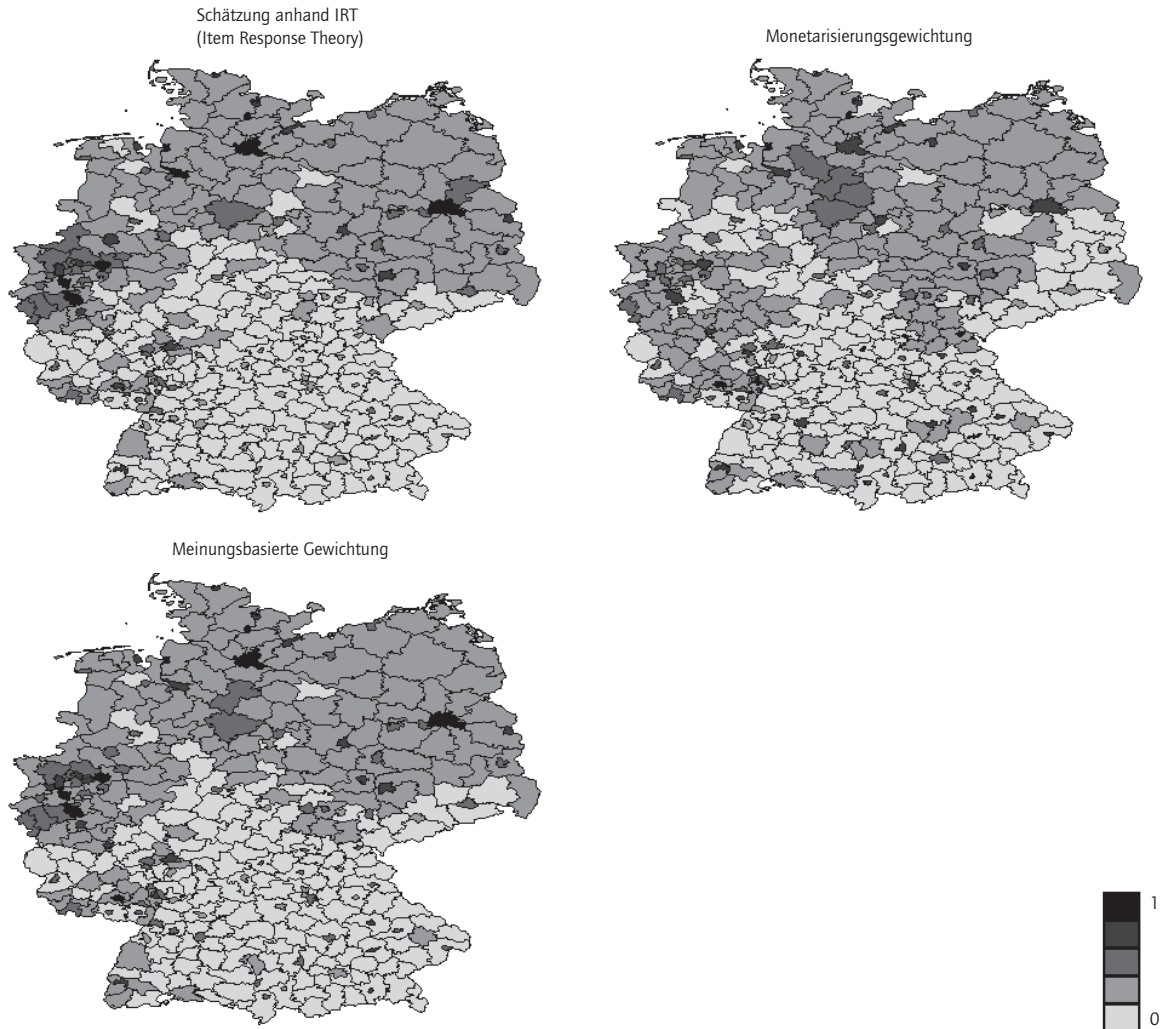 Schätzung anhand IRT
(Item Response Theory)
Monetarisierungsgewichtung
Meinungsbasierte Gewichtung
1
0